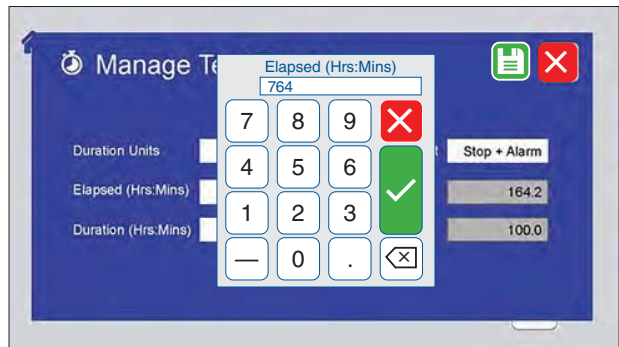 Manage Te
Elapsed (Hrs:Mins)
764
7 8 9
4 5 6
1 2 3
— 0 .
Duration Units
Stop + Alarm
Elapsed (Hrs:Mins)
164.2
Duration (Hrs:Mins)
100.0